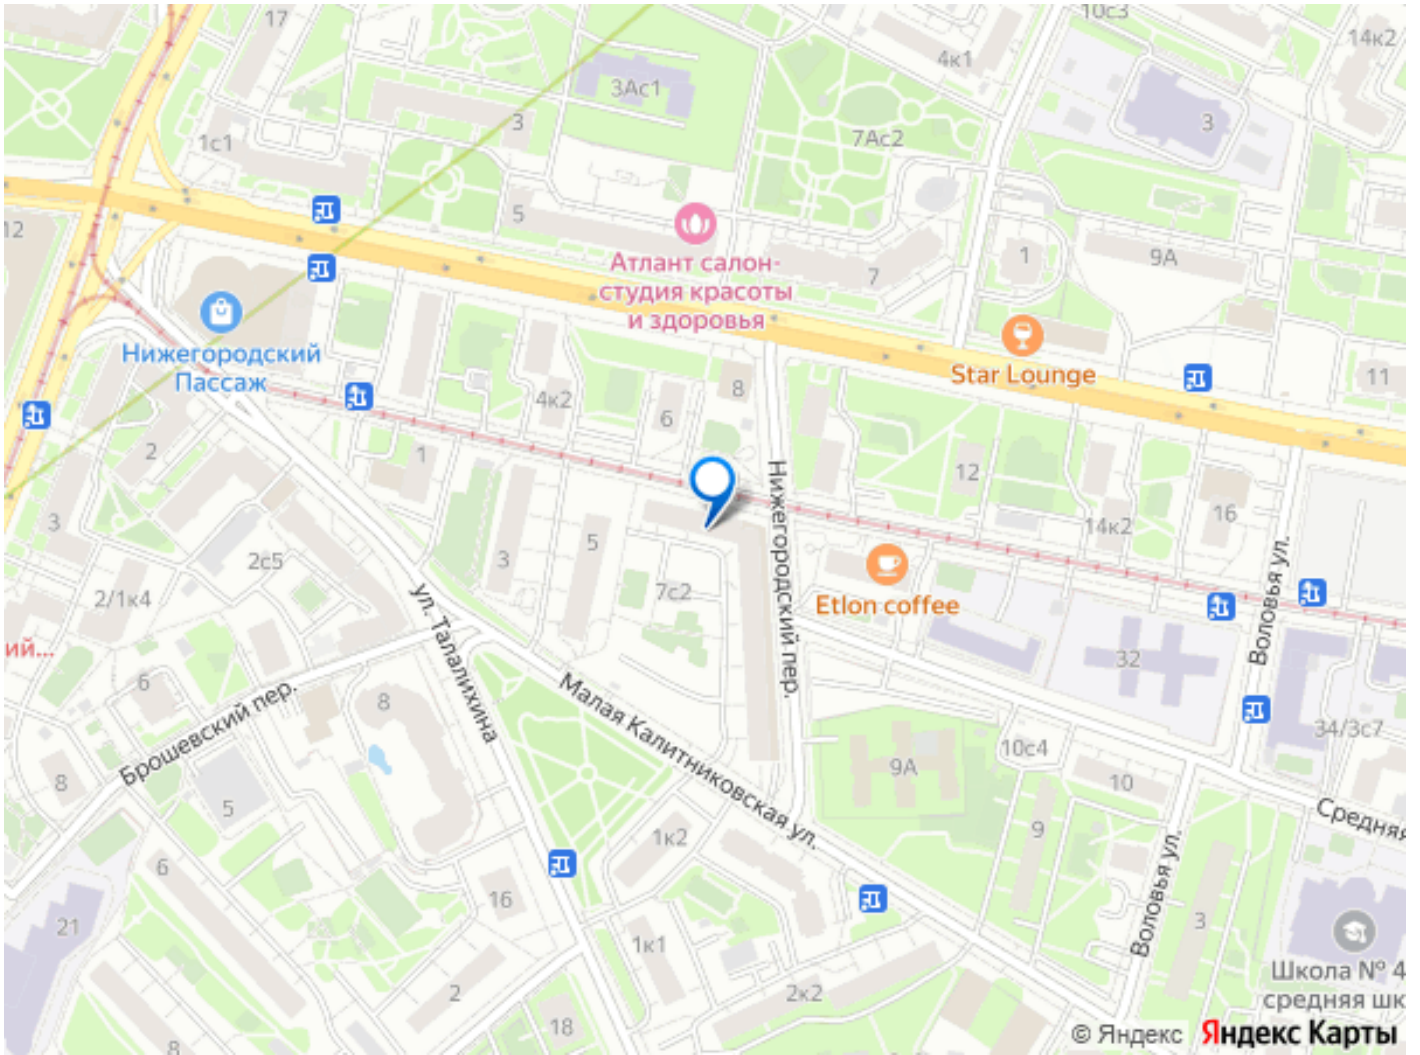 17
10с3
14к2
4к1
3Ас1
3
3
7Ас2
1с1
5
12
1
9А
7
Атлант салон-
студия красоты
и здоровья
Нижегородский
Пассаж
Star Lounge
11
8
4к2
6
2
1
12
Нижегородский пер.
16
14к2
3
2с5
3
5
Воловья ул.
7с2
Etlon coffee
2/1к4
ул. Талалихина
ий...
32
6
Малая Калитниковская ул.
Брошевский пер.
8
34/3с7
10с4
9А
8
10
5
Средняя
9
1к2
6
Воловья ул.
16
3
21
1к1
Школа № 4
средняя шк
2
2к2
18
8
© Яндекс Яндекс Карты